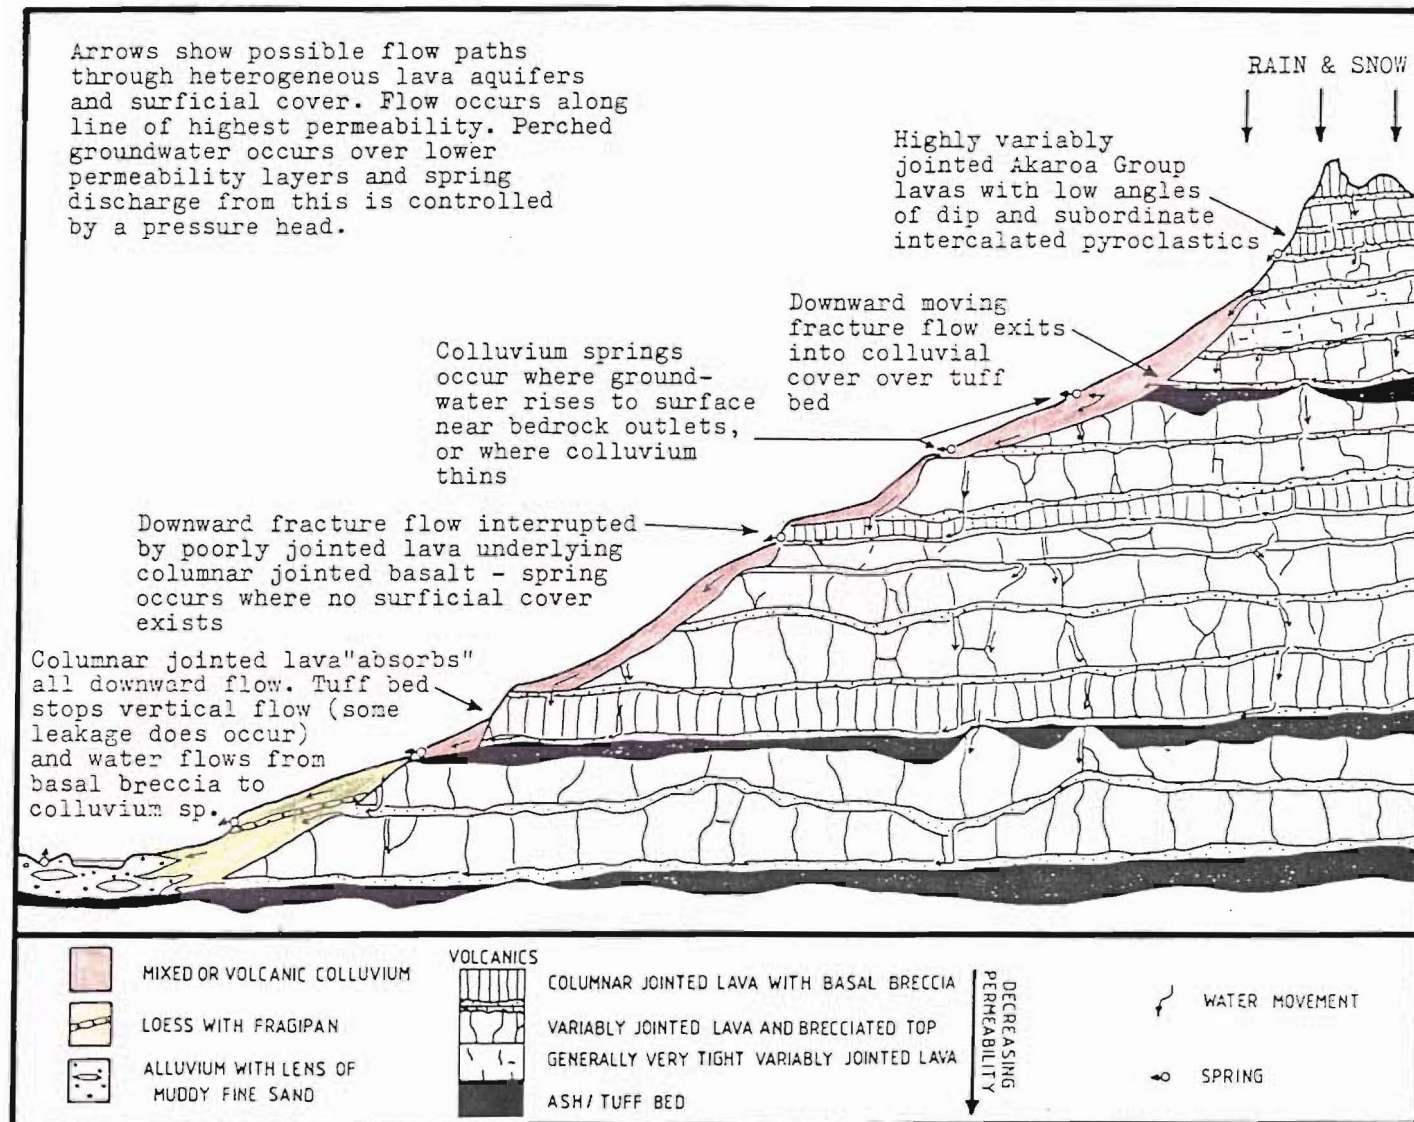 Arrows show possible flow paths
through heterogeneous lava aquifers
and surficial cover. Flow occurs along
line of highest permeability. Perched
groundwater occurs over lower
permeability layers and spring
discharge from this is controlled
by a pressure head.
RAIN & SNOW
Highly variably
jointed Akaroa Group
lavas with low angles
of dip and subordinate
intercalated pyroclastics
Downward moving
fracture flow exits
into colluvial
cover over tuff
bed
Colluvium springs
occur where ground-
water rises to surface
near bedrock outlets,
or where colluvium
thins
Downward fracture flow interrupted
by poorly jointed lava underlying
columnar jointed basalt - spring
occurs where no surficial cover
exists
Columnar jointed lava"absorbs"
all downward flow. Tuff bed
stops vertical flow (some
leakage does occur)
and water flows from
basal breccia to
colluvium sp.
MIXED OR VOLCANIC COLLUVIUM
LOESS WITH FRAGIPAN
ALLUVIUM WITH LENS OF
MUDDY FINE SAND
VOLCANICS
COLUMNAR JOINTED LAVA WITH BASAL BRECCIA
VARIABLY JOINTED LAVA AND BRECCIATED TOP
GENERALLY VERY TIGHT VARIABLY JOINTED LAVA
ASH/TUFF BED
DECREASING
PERMEABILITY
WATER MOVEMENT
SPRING